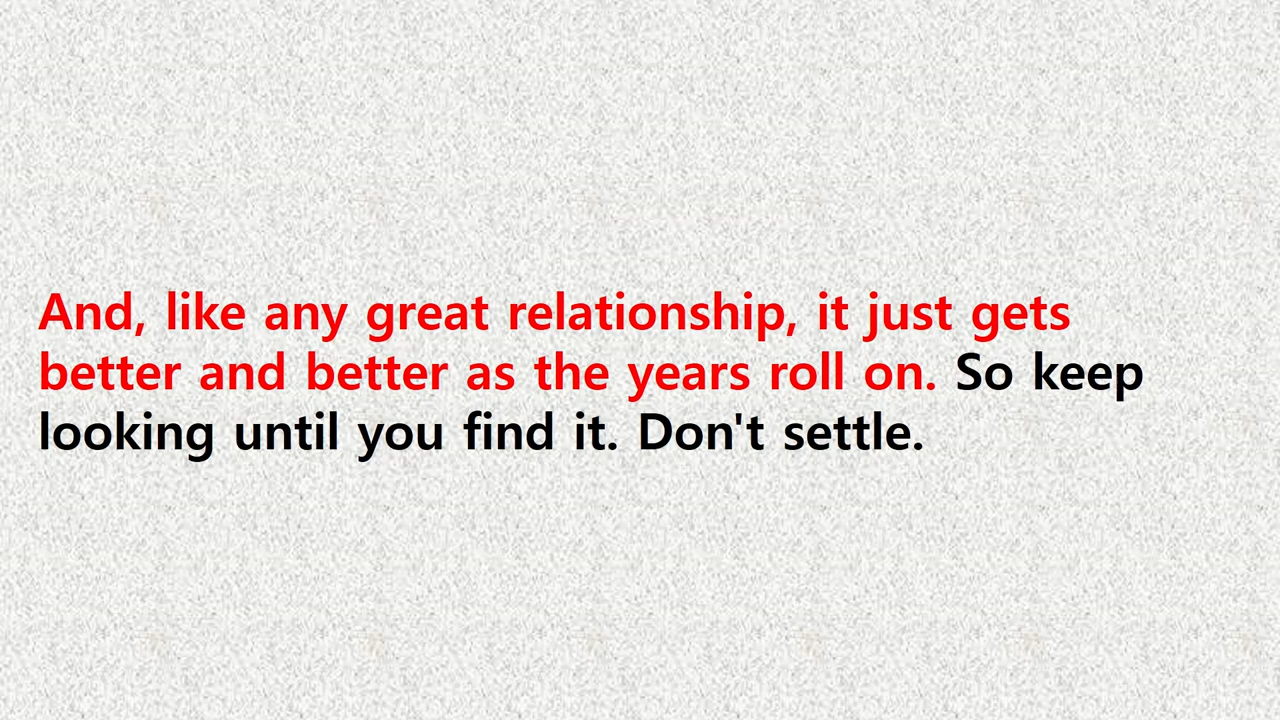 And, like any great relationship, it just gets
better and better as the years roll on. So keep
looking until you find it. Don't settle.